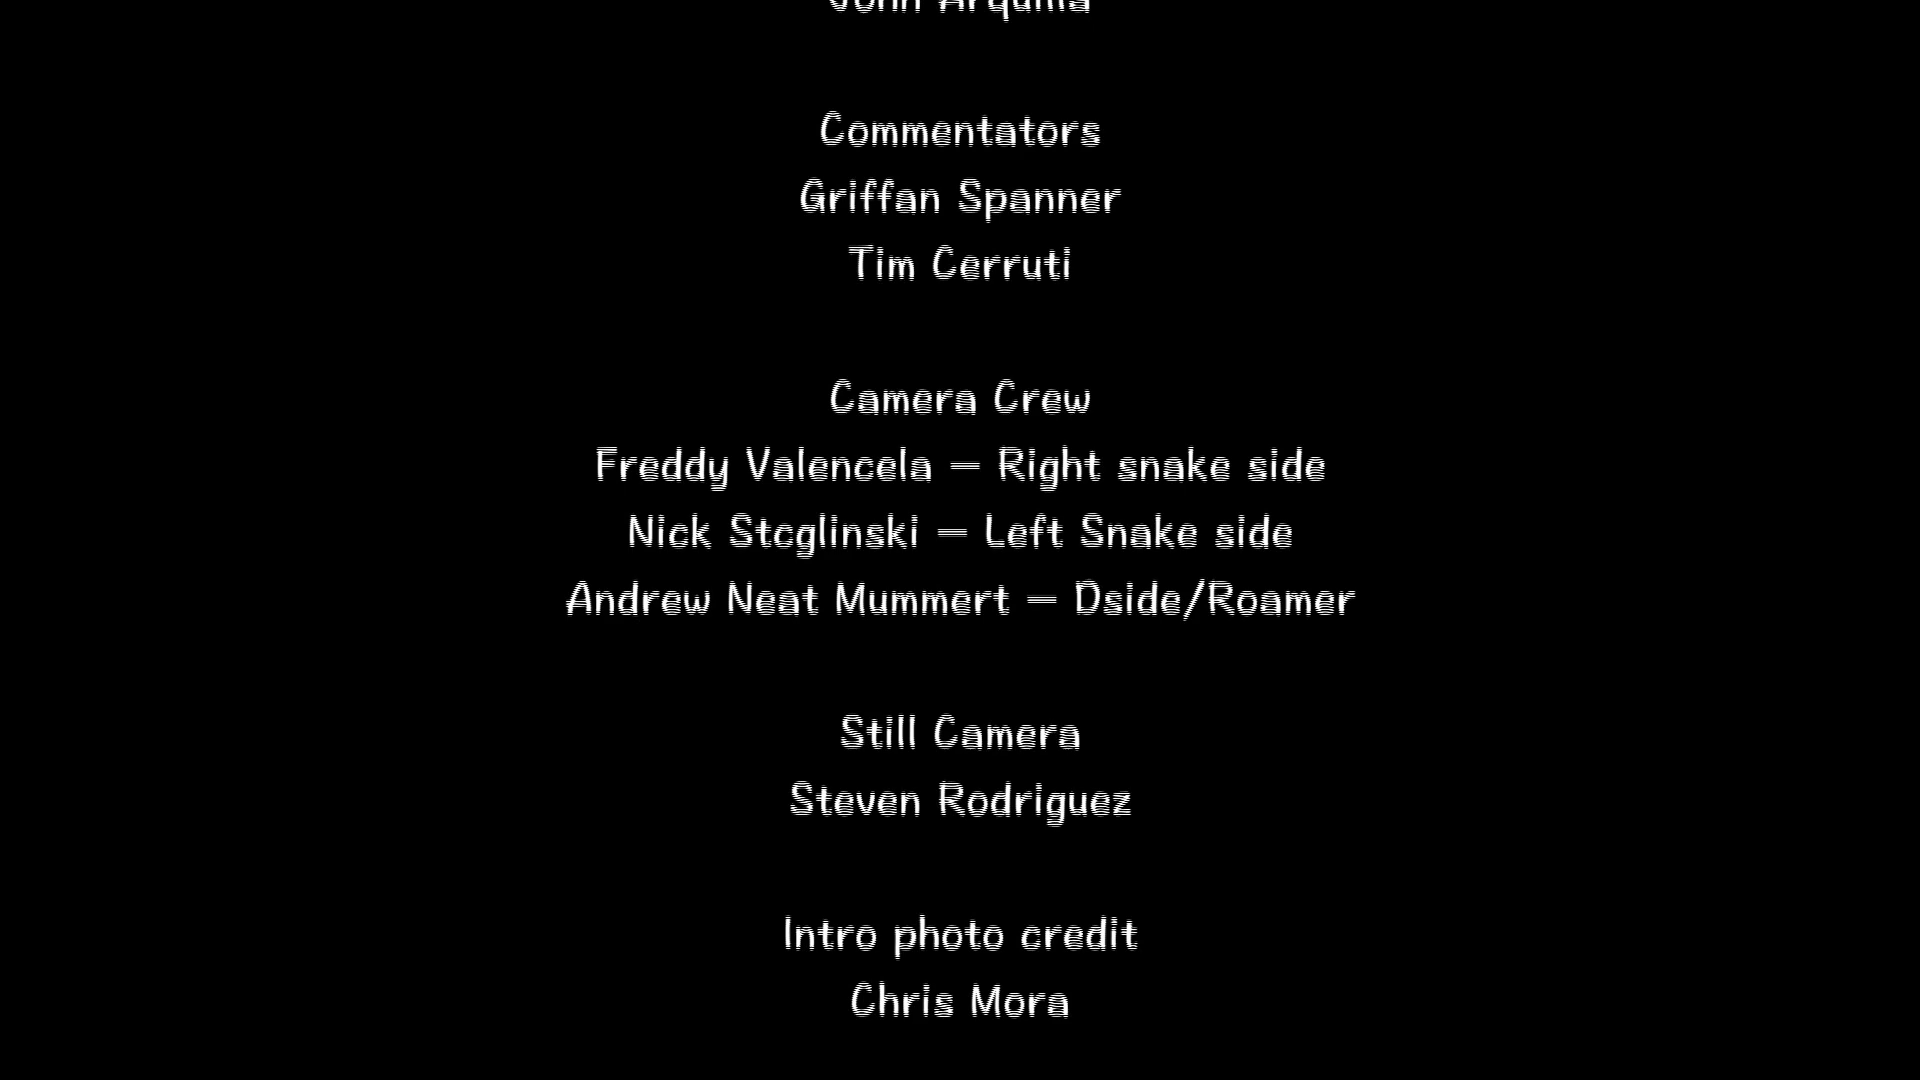 Commentators
Griffan Spanner
Tim Cerruti
Camera Crew
Freddy Valencela - Right snake side
Nick Stcglinski - Left Snake side
Andrew Neat Mummert - Dside/Roamer
Still Camera
Steven Rodriguez
Intro photo credit
Chris Mora